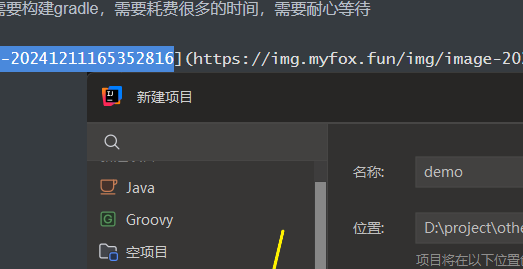 需要构建gradle，需要耗费很多的时间，需要耐心等待
-20241211165352816](https://img.myfox.fun/img/image-202
新建项目
名称:
demo
Java
Groovy
位置:
D:\project\othe
空项目
项目将在以下位置